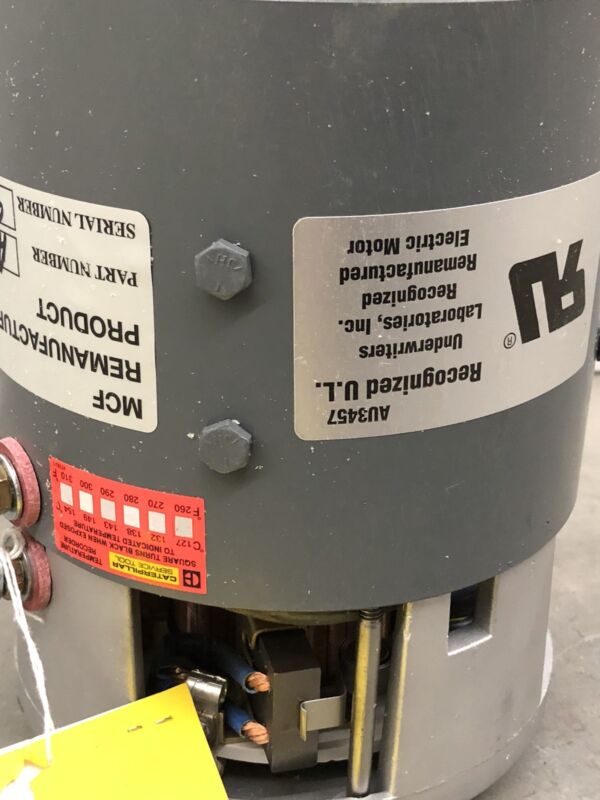 MCF
REMANUFACTU
PRODUCT
PART NUMBER
SERIAL NUMBER
AU3457
Recognized U.L.
Underwriters
Laboratories, Inc.
Recognized
Remanufactured
Electric Motor
®
CATERPILLAR
SERVICE TOOL
TEMPERATURE
RECORDER
SQUARE TURNS BLACK WHEN EXPOSED
TO INDICATED TEMPERATURE
°C 127 132 138 143 149 154 °C
°F 260 270 280 290 300 310 °F